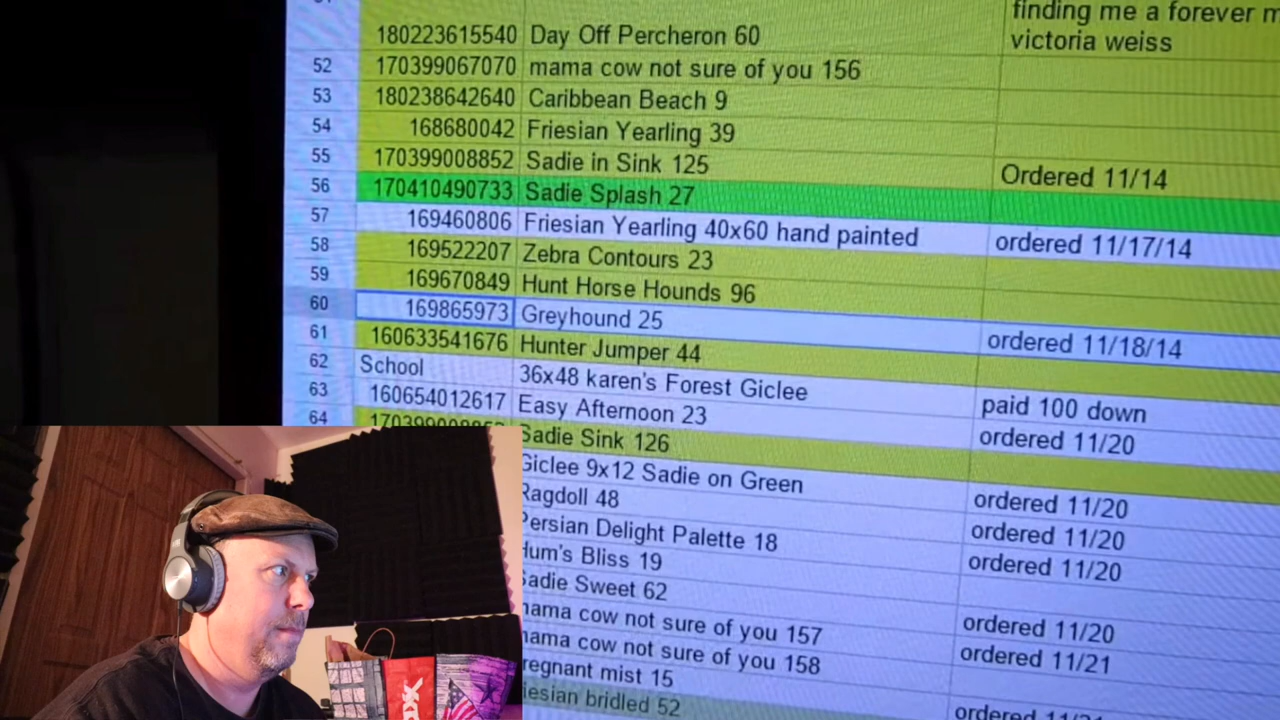 finding me a forever
180223615540 Day Off Percheron 60 victoria weiss
52 170399067070 mama cow not sure of you 156
53 180238642640 Caribbean Beach 9
54 168680042 Friesian Yearling 39
55 170399008852 Sadie in Sink 125 Ordered 11/14
56 170410490733 Sadie Splash 27
57 169460806 Friesian Yearling 40x60 hand painted ordered 11/17/14
58 169522207 Zebra Contours 23
59 169670849 Hunt Horse Hounds 96
60 169865973 Greyhound 25 ordered 11/18/14
61 160633541676 Hunter Jumper 44
62 School 36x48 karen's Forest Giclee paid 100 down
63 160654012617 Easy Afternoon 23 ordered 11/20
64 Sadie Sink 126
Giclee 9x12 Sadie on Green ordered 11/20
Ragdoll 48 ordered 11/20
Persian Delight Palette 18 ordered 11/20
Hum's Bliss 19
Sadie Sweet 62 ordered 11/20
mama cow not sure of you 157 ordered 11/21
mama cow not sure of you 158
regnant mist 15 ordered
iesian bridled 52